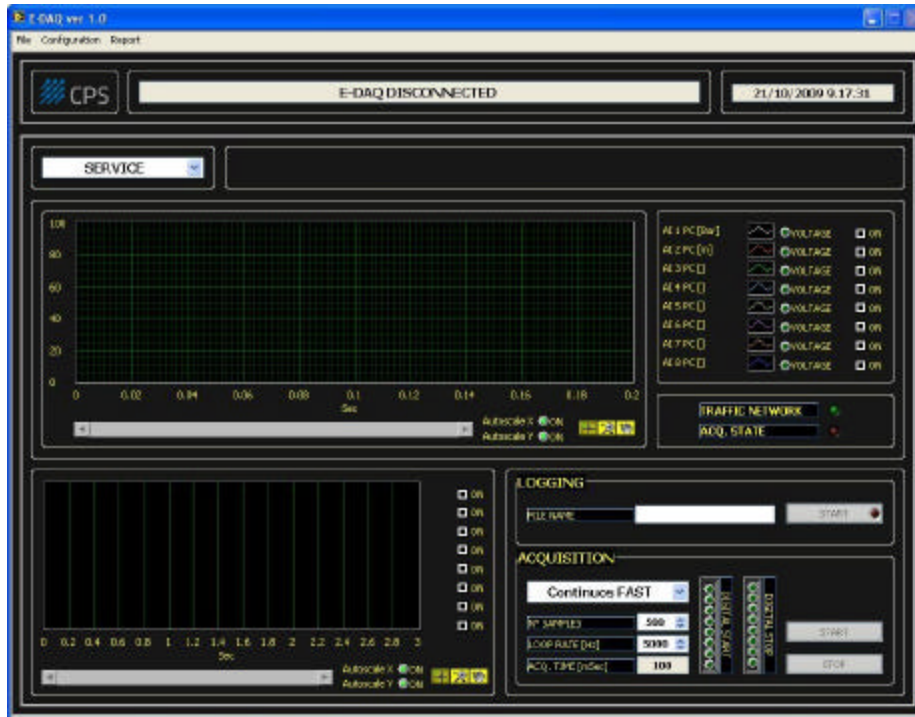 E-DAQ ver 1.0
File Configuration Report
CPS
E-DAQ DISCONNECTED
21/10/2009 9.17.31
SERVICE
100
80
60
40
20
0
0 0.02 0.04 0.06 0.08 0.1 0.12 0.14 0.16 0.18 0.2
Sec
Autoscale X ON
Autoscale Y ON
AI 1 PC [Bar] VOLTAGE ON
AI 2 PC [] VOLTAGE ON
AI 3 PC [] VOLTAGE ON
AI 4 PC [] VOLTAGE ON
AI 5 PC [] VOLTAGE ON
AI 6 PC [] VOLTAGE ON
AI 7 PC [] VOLTAGE ON
AI 8 PC [] VOLTAGE ON
TRAFFIC NETWORK
ACQ. STATE
ON
ON
ON
ON
ON
ON
ON
ON
0 0.2 0.4 0.6 0.8 1 1.2 1.4 1.6 1.8 2 2.2 2.4 2.6 2.8 3
Sec
Autoscale X ON
Autoscale Y ON
LOGGING
FILE NAME
START
ACQUISITION
Continuos FAST
N° SAMPLES 500
LOOP RATE [Hz] 5000
ACQ. TIME [mSec] 100
DIGITAL START
DIGITAL STOP
START
STOP